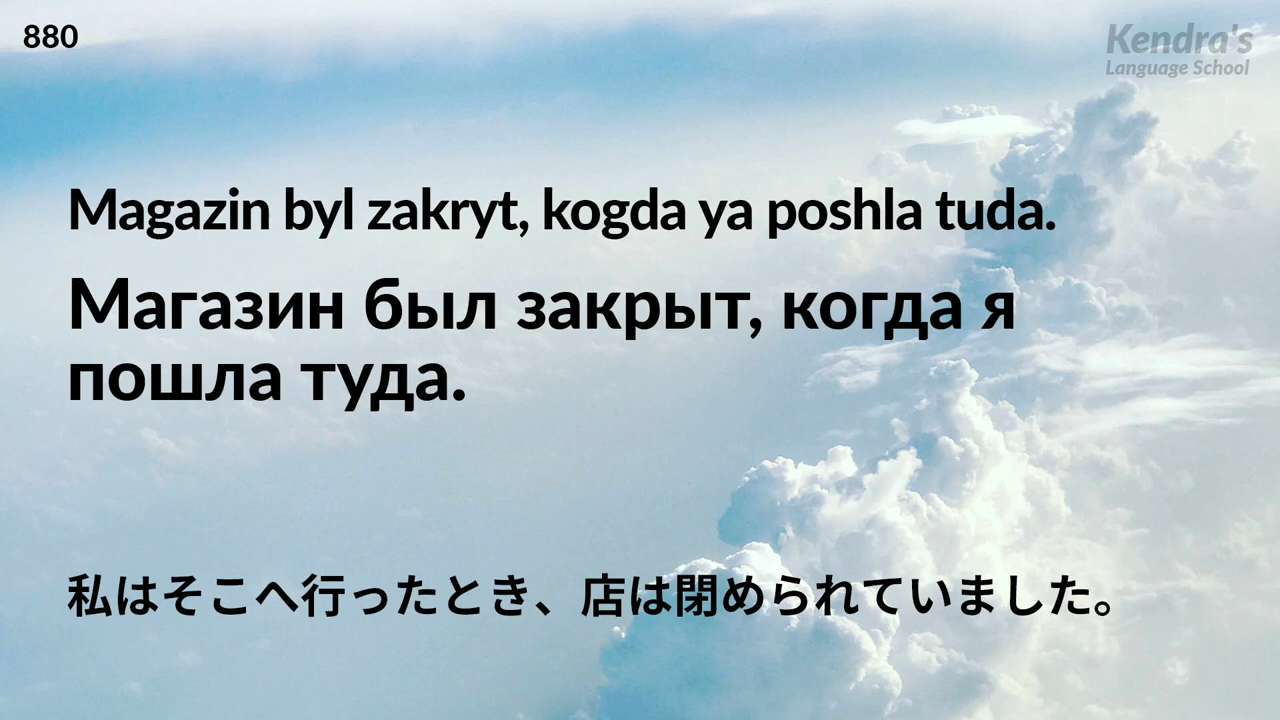 880
Kendra's
Language School
Magazin byl zakryt, kogda ya poshla tuda.
Магазин был закрыт, когда я
пошла туда.
私はそこへ行ったとき、店は閉められていました。